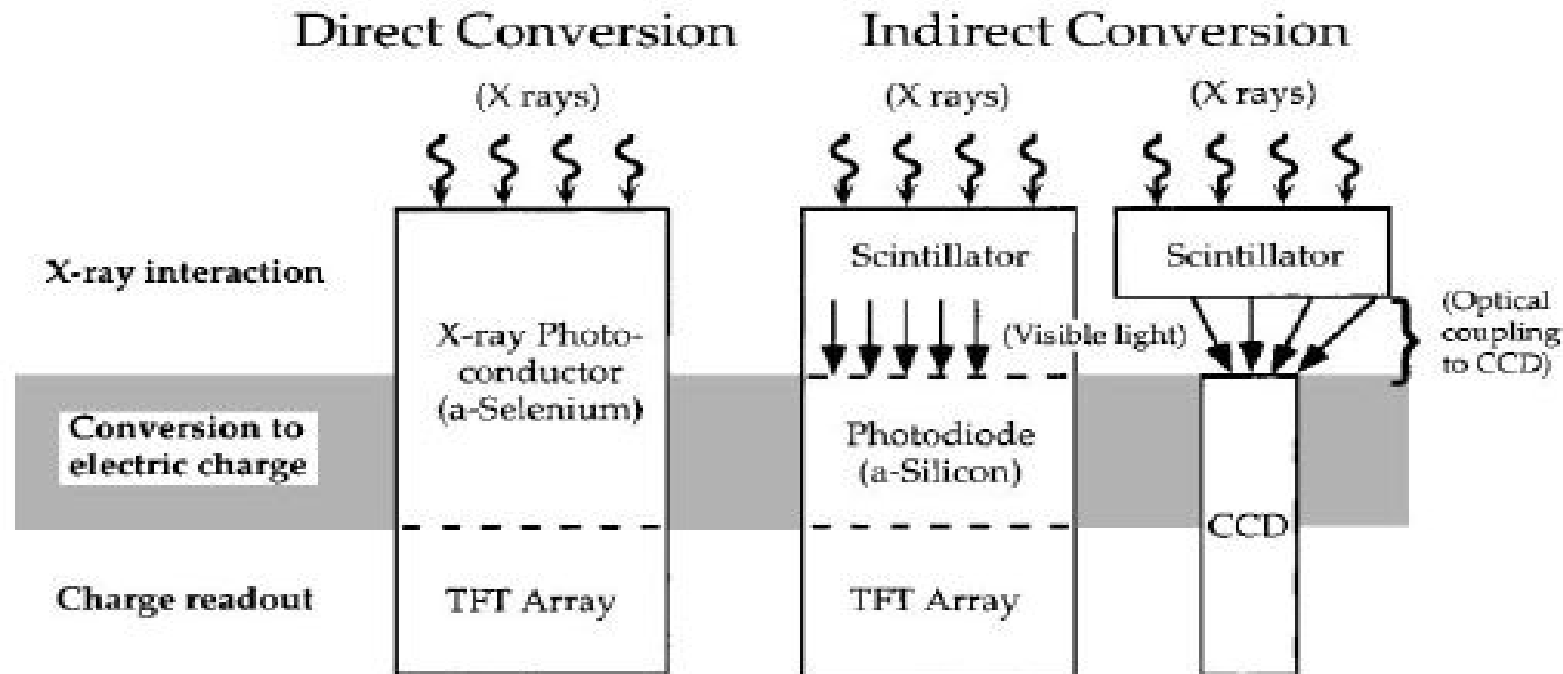 Direct Conversion
Indirect Conversion
(X rays)
(X rays)
(X rays)
X-ray interaction
Scintillator
Scintillator
X-ray Photo-
conductor
(a-Selenium)
(Visible light)
(Optical
coupling
to CCD)
Conversion to
electric charge
Photodiode
(a-Silicon)
CCD
Charge readout
TFT Array
TFT Array